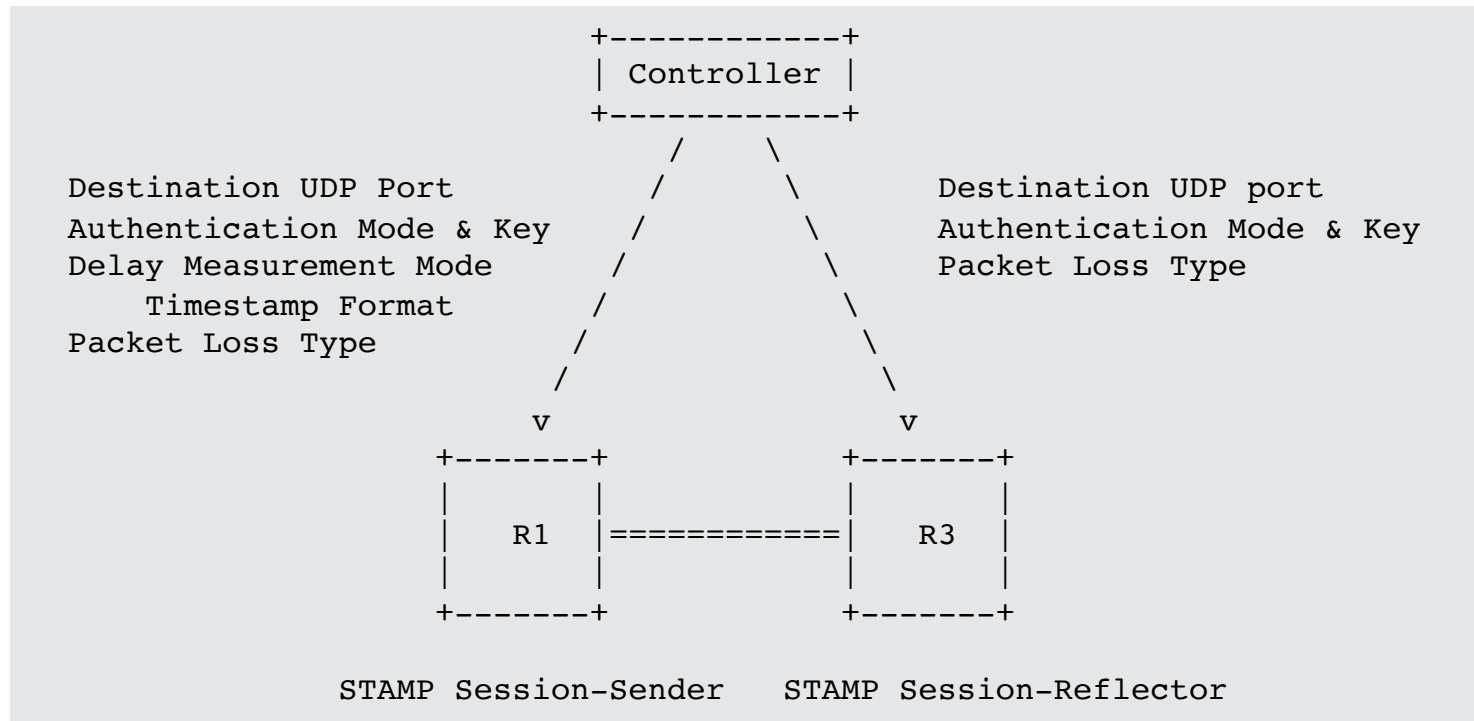 Controller
Destination UDP Port
Authentication Mode & Key
Delay Measurement Mode
Timestamp Format
Packet Loss Type
Destination UDP port
Authentication Mode & Key
Packet Loss Type
R1
R3
STAMP Session-Sender
STAMP Session-Reflector